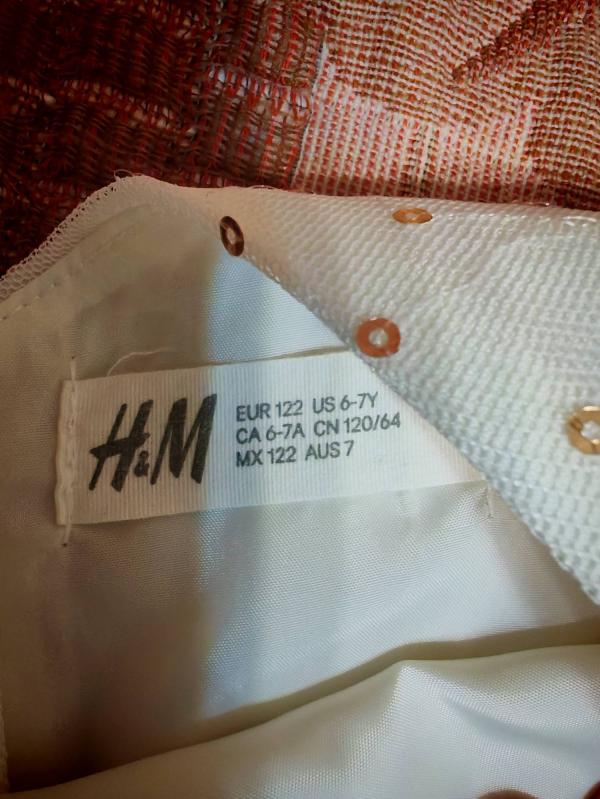 H&M
EUR 122 US 6-7Y
CA 6-7A CN 120/64
MX 122 AUS 7